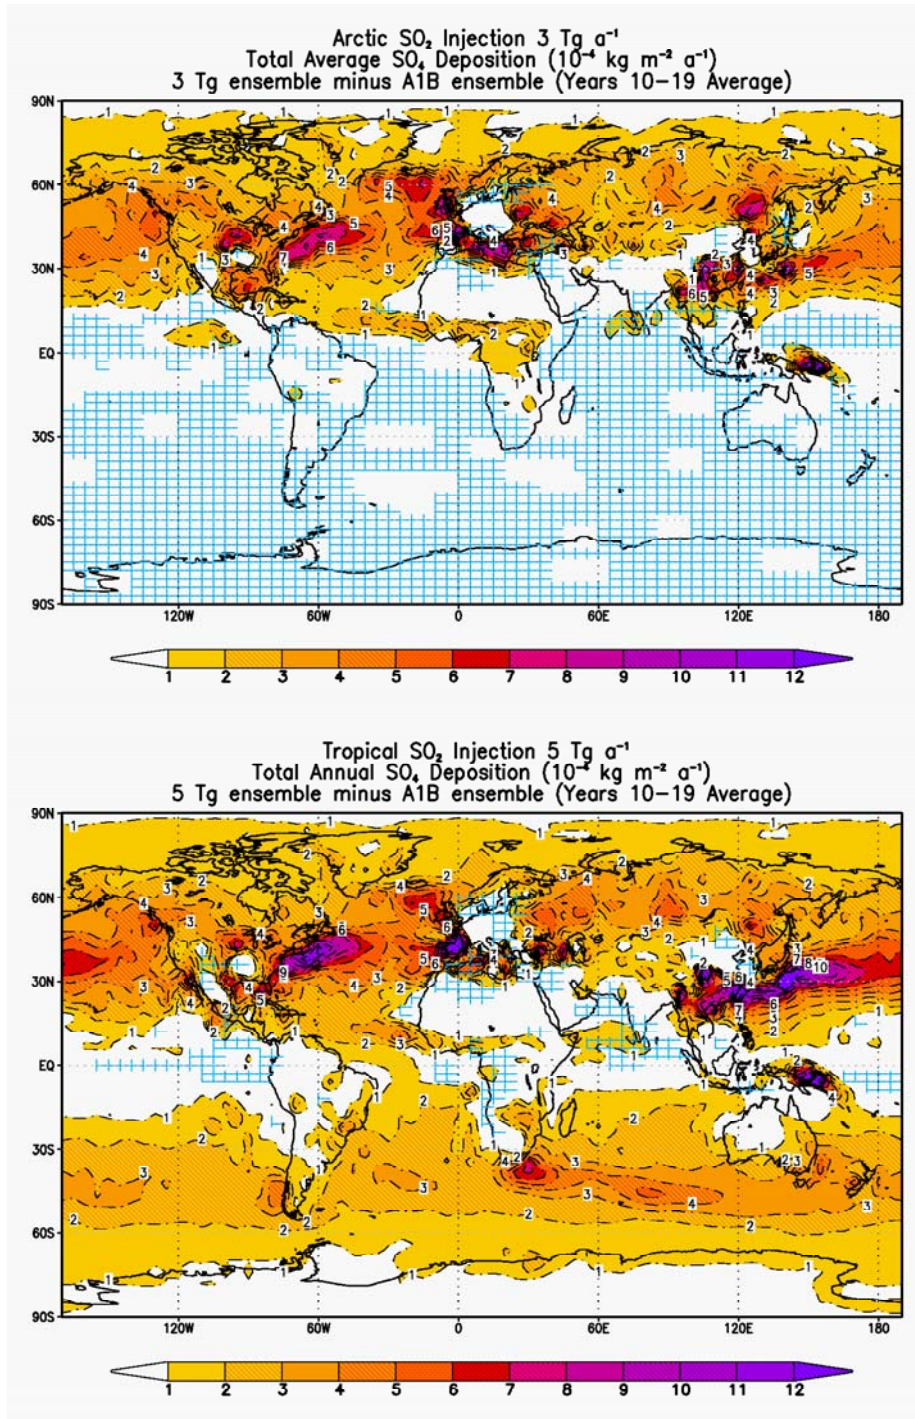 Arctic SO₂ Injection 3 Tg a⁻¹
Total Average SO₄ Deposition (10⁻⁴ kg m⁻² a⁻¹)
3 Tg ensemble minus A1B ensemble (Years 10–19 Average)
90N
60N
30N
EQ
30S
60S
90S
120W 60W 0 60E 120E 180
1 2 3 4 5 6 7 8 9 10 11 12
Tropical SO₂ Injection 5 Tg a⁻¹
Total Annual SO₄ Deposition (10⁻⁴ kg m⁻² a⁻¹)
5 Tg ensemble minus A1B ensemble (Years 10–19 Average)
90N
60N
30N
EQ
30S
60S
90S
120W 60W 0 60E 120E 180
1 2 3 4 5 6 7 8 9 10 11 12